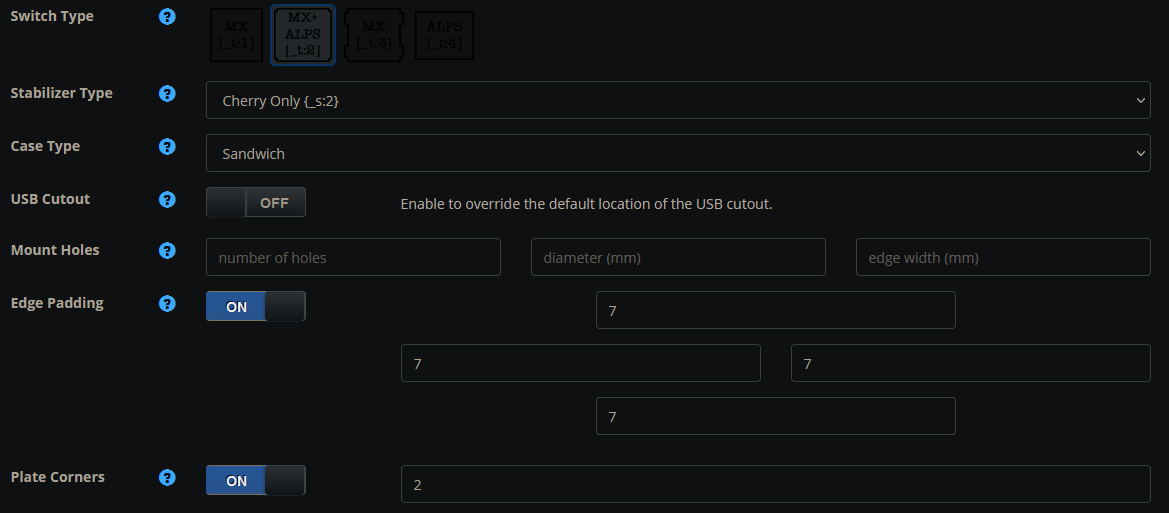 Switch Type
MX
{_t:1}
MX+
ALPS
{_t:2}
MX
{_t:3}
ALPS
{_t:4}
Stabilizer Type
Cherry Only {_s:2}
Case Type
Sandwich
USB Cutout
OFF
Enable to override the default location of the USB cutout.
Mount Holes
number of holes
diameter (mm)
edge width (mm)
Edge Padding
ON
7
7
7
7
Plate Corners
ON
2